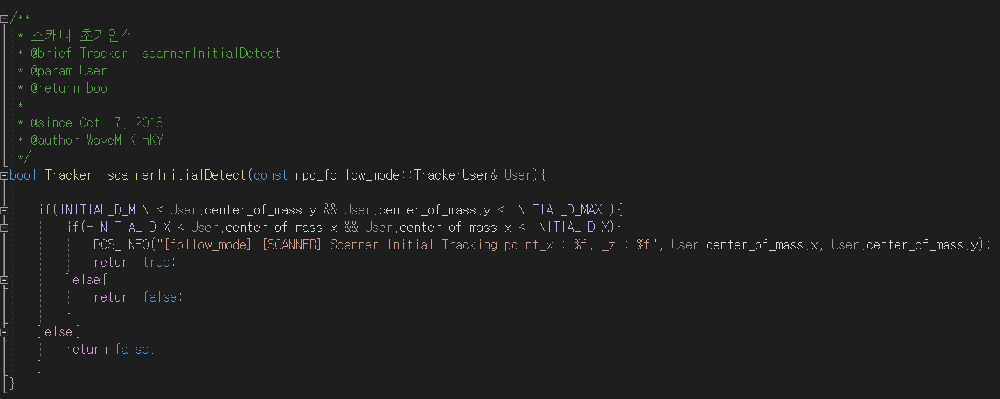 /**
* 스캐너 초기인식
* @brief Tracker::scannerInitialDetect
* @param User
* @return bool
*
* @since Oct. 7, 2016
* @author WaveM KimKY
*/
bool Tracker::scannerInitialDetect(const mpc_follow_mode::TrackerUser& User){
if(INITIAL_D_MIN < User.center_of_mass.y && User.center_of_mass.y < INITIAL_D_MAX ){
if(-INITIAL_D_X < User.center_of_mass.x && User.center_of_mass.x < INITIAL_D_X){
ROS_INFO("[follow_mode] [SCANNER] Scanner Initial Tracking point_x : %f, _z : %f", User.center_of_mass.x, User.center_of_mass.y);
return true;
}else{
return false;
}
}else{
return false;
}
}